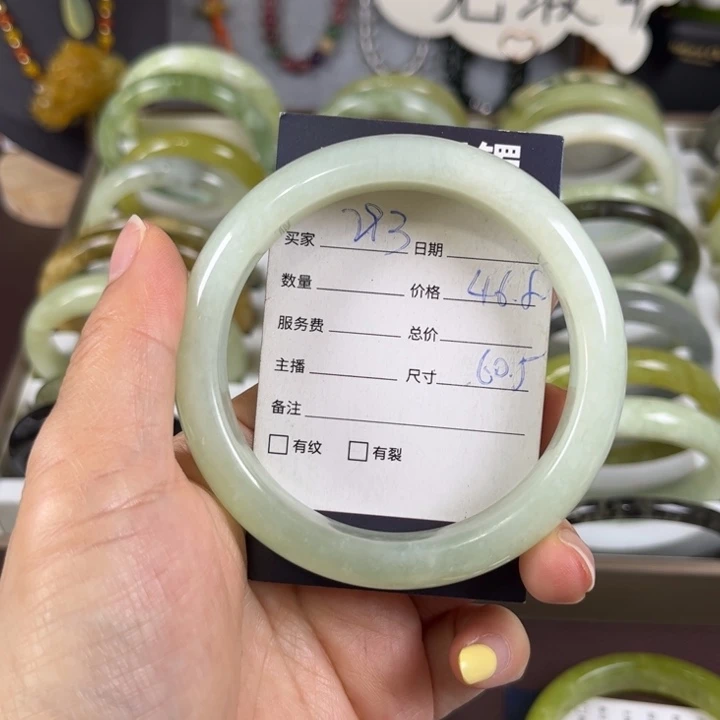 镯
买家 283 日期
数量 价格 46.8
服务费 总价
主播 尺寸 60.5
备注
□有纹 □有裂